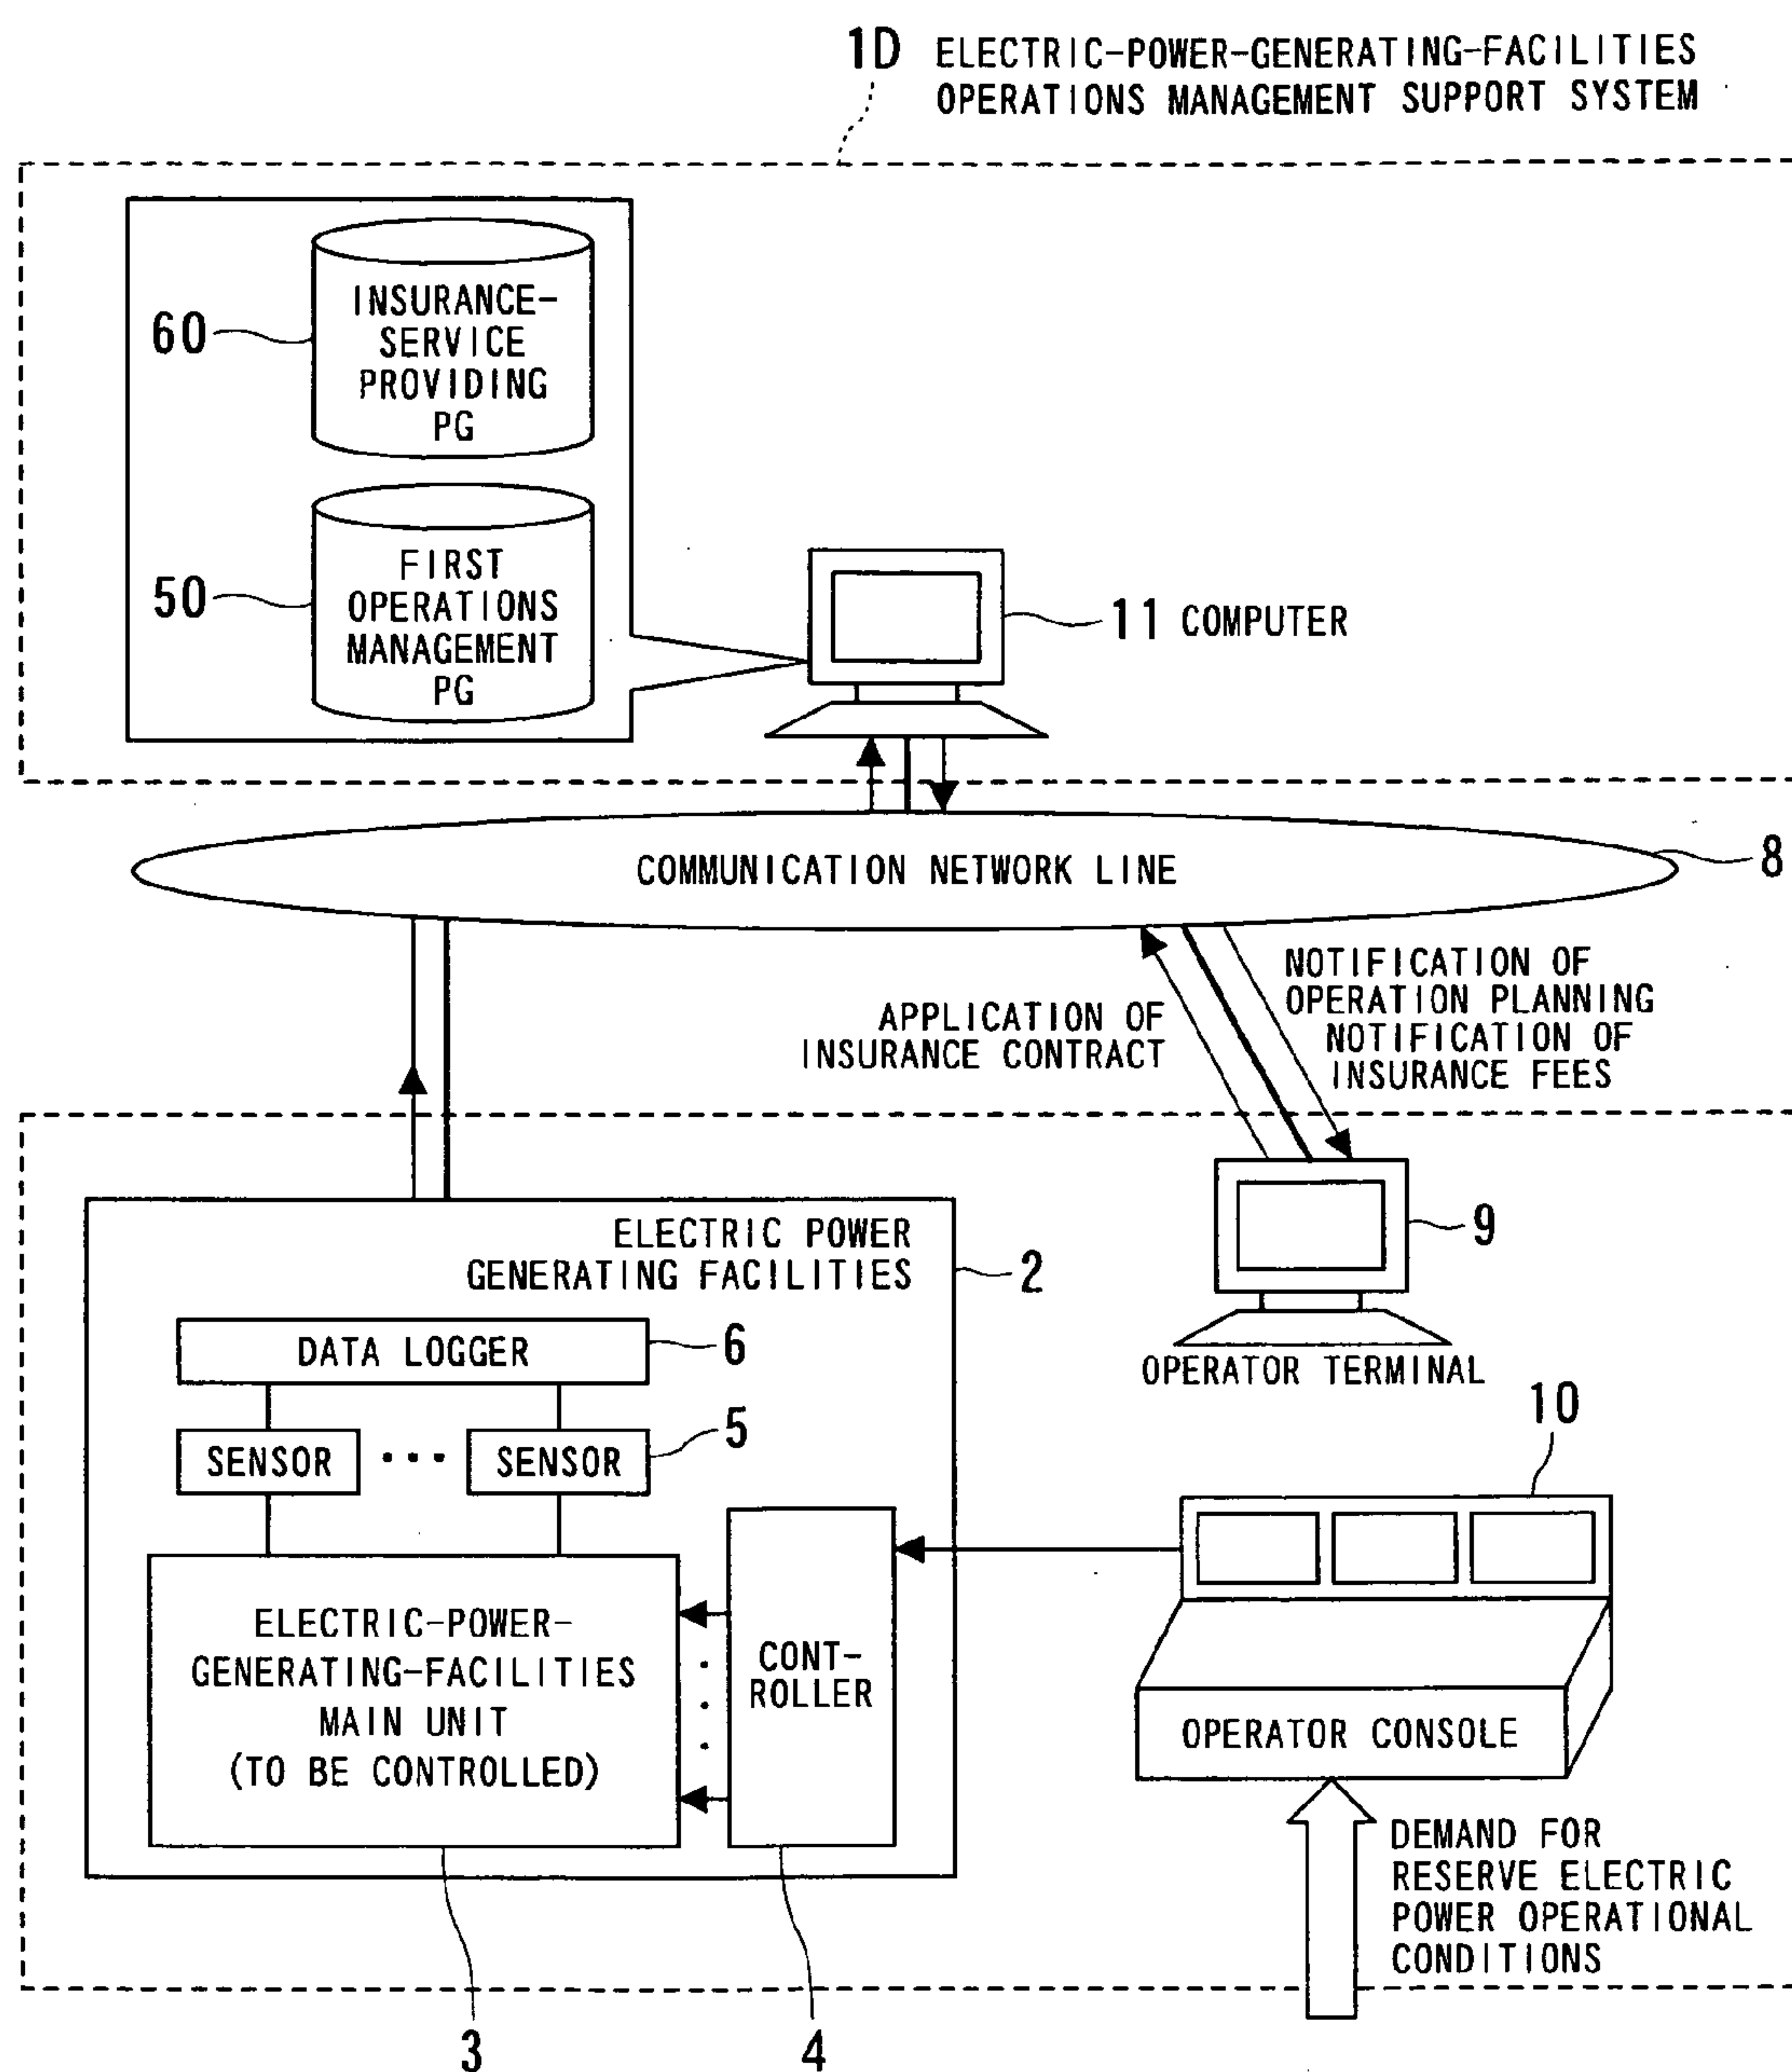 1D ELECTRIC-POWER-GENERATING-FACILITIES
OPERATIONS MANAGEMENT SUPPORT SYSTEM
60
INSURANCE-
SERVICE
PROVIDING
PG
50
FIRST
OPERATIONS
MANAGEMENT
PG
11 COMPUTER
COMMUNICATION NETWORK LINE
8
APPLICATION OF
INSURANCE CONTRACT
NOTIFICATION OF
OPERATION PLANNING
NOTIFICATION OF
INSURANCE FEES
ELECTRIC POWER
GENERATING FACILITIES
2
9
OPERATOR TERMINAL
DATA LOGGER
6
SENSOR ... SENSOR
5
10
ELECTRIC-POWER-
GENERATING-FACILITIES
MAIN UNIT
(TO BE CONTROLLED)
CONT-
ROLLER
OPERATOR CONSOLE
DEMAND FOR
RESERVE ELECTRIC
POWER OPERATIONAL
CONDITIONS
3
4